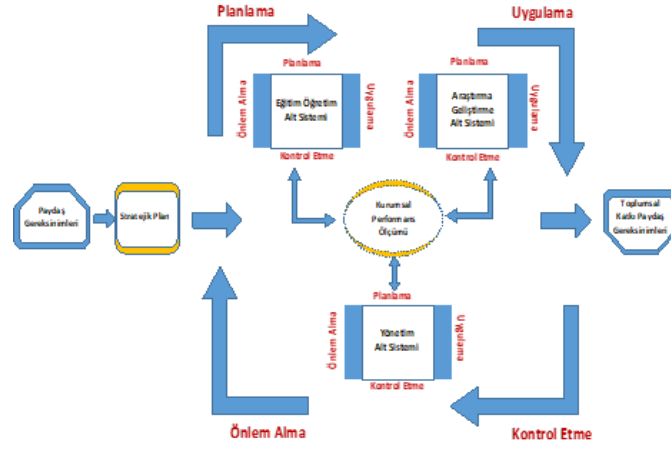 Planlama
Uygulama
Planlama
Önlem Alma
Eğitim Öğretim
Alt Sistemi
Uygulama
Kontrol Etme
Planlama
Önlem Alma
Araştırma
Geliştirme
Alt Sistemi
Uygulama
Kontrol Etme
Paydaş
Gereksinimleri
Stratejik Plan
Kurumsal
Performans
Ölçümü
Toplumsal
Katkı Paydaş
Gereksinimleri
Planlama
Önlem Alma
Yönetim
Alt Sistemi
Uygulama
Kontrol Etme
Önlem Alma
Kontrol Etme